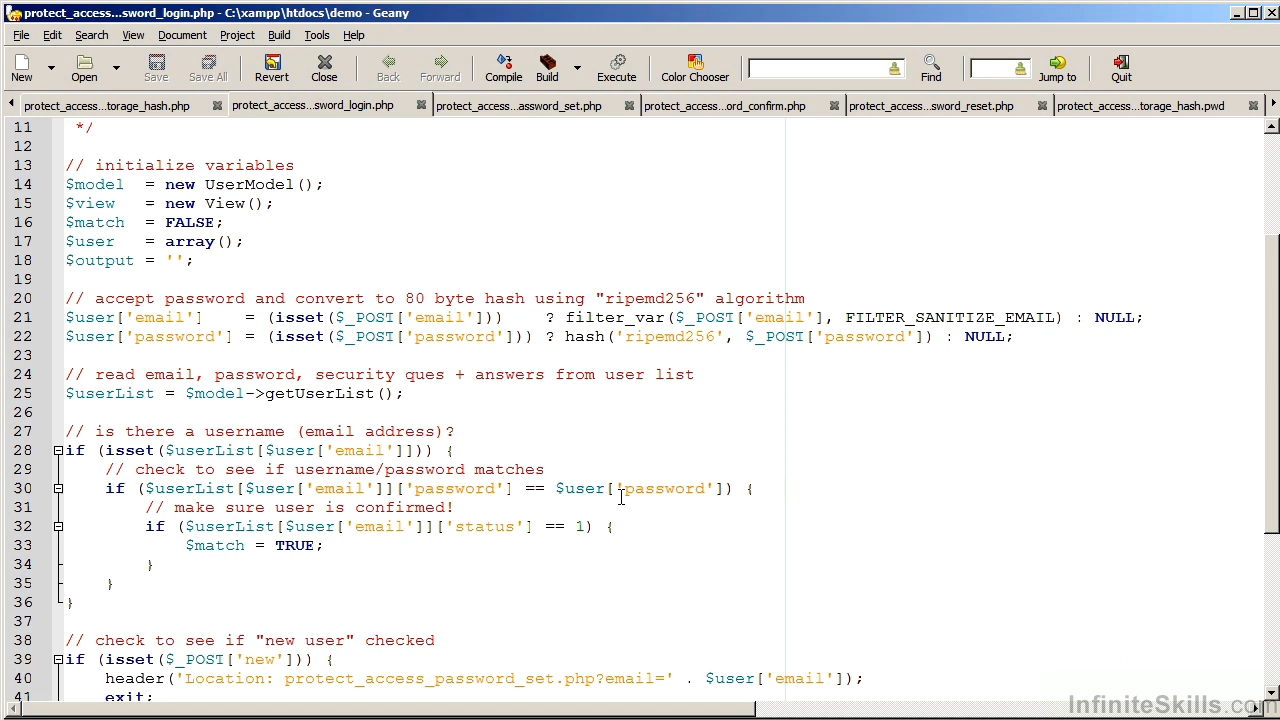 protect_access...sword_login.php - C:\xampp\htdocs\demo - Geany
File Edit Search View Document Project Build Tools Help
New Open Save Save All Revert Close Back Forward Compile Build Execute Color Chooser Find Jump to Quit
protect_access...torage_hash.php protect_access...sword_login.php protect_access...assword_set.php protect_access...ord_confirm.php protect_access...sword_reset.php protect_access...torage_hash.pwd
11 */
12
13 // initialize variables
14 $model  = new UserModel();
15 $view   = new View();
16 $match  = FALSE;
17 $user   = array();
18 $output = '';
19
20 // accept password and convert to 80 byte hash using "ripemd256" algorithm
21 $user['email']    = (isset($_POST['email']))    ? filter_var($_POST['email'], FILTER_SANITIZE_EMAIL) : NULL;
22 $user['password'] = (isset($_POST['password'])) ? hash('ripemd256', $_POST['password']) : NULL;
23
24 // read email, password, security ques + answers from user list
25 $userList = $model->getUserList();
26
27 // is there a username (email address)?
28 if (isset($userList[$user['email']])) {
29     // check to see if username/password matches
30     if ($userList[$user['email']]['password'] == $user['password']) {
31         // make sure user is confirmed!
32         if ($userList[$user['email']]['status'] == 1) {
33             $match = TRUE;
34         }
35     }
36 }
37
38 // check to see if "new user" checked
39 if (isset($_POST['new'])) {
40     header('Location: protect_access_password_set.php?email=' . $user['email']);
41     exit;
InfiniteSkills.com